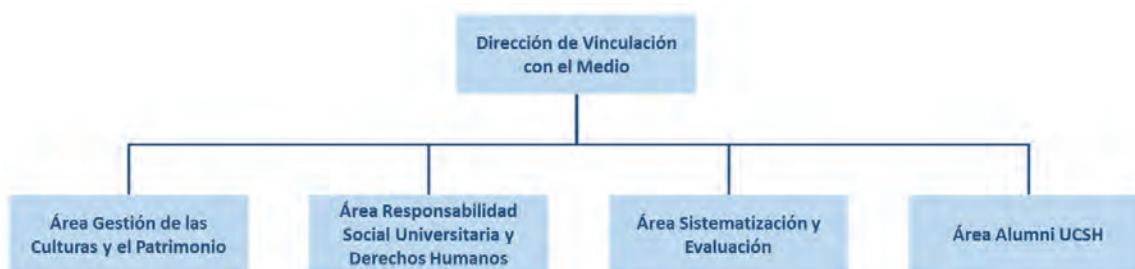 Dirección de Vinculación
con el Medio
Área Gestión de las
Culturas y el Patrimonio
Área Responsabilidad
Social Universitaria y
Derechos Humanos
Área Sistematización y
Evaluación
Área Alumni UCSH